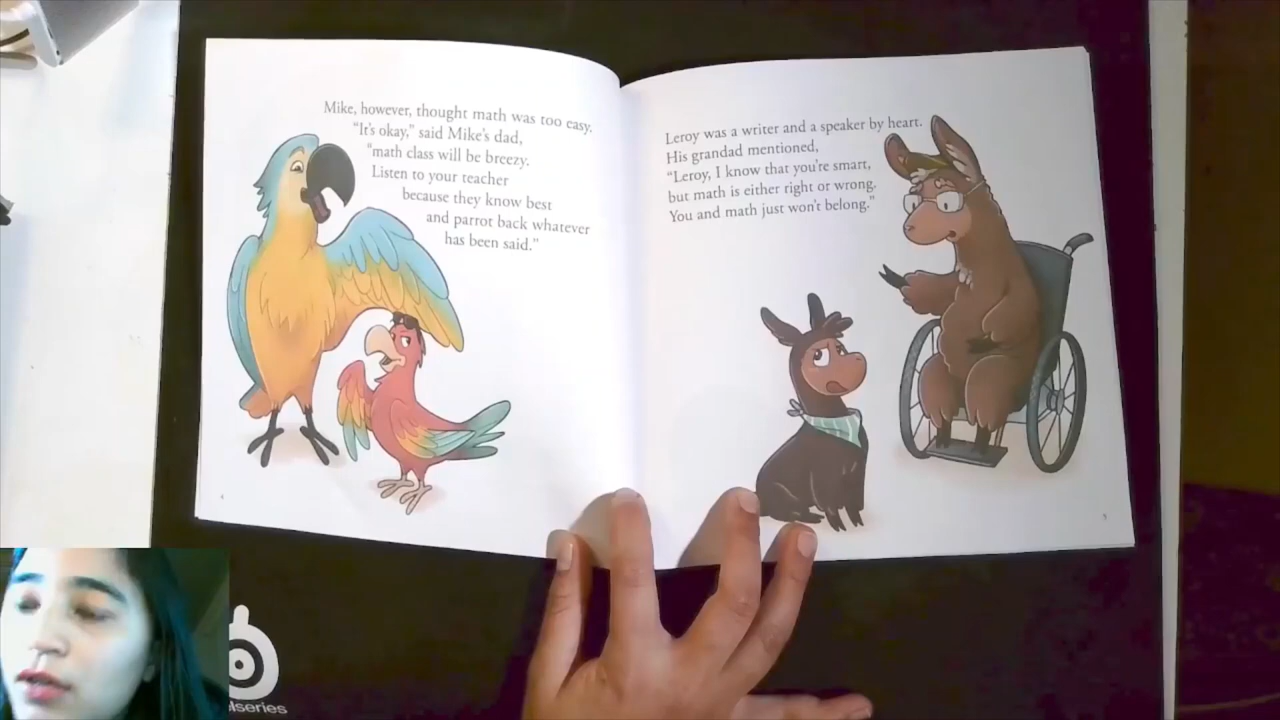 Mike, however, thought math was too easy.
"It's okay," said Mike's dad,
"math class will be breezy.
Listen to your teacher
because they know best
and parrot back whatever
has been said."
4
Leroy was a writer and a speaker by heart.
His grandad mentioned,
"Leroy, I know that you're smart,
but math is either right or wrong.
You and math just won't belong."
5
elseries